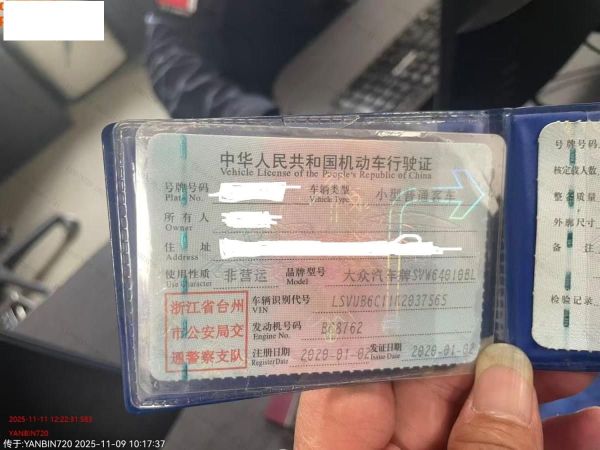 中华人民共和国机动车行驶证
Vehicle License of the People's Republic of China
号牌号码 车辆类型 小型普通客车
Plate No. Vehicle Type
所有人
Owner
住址
Address
使用性质 非营运 品牌型号 大众汽车牌SVW64810BL
Use Character Model
浙江省台州
市公安局交
通警察支队
车辆识别代号
VIN
发动机号码
Engine No.
注册日期 2020-01-02 发证日期 2020-01-02
Register Date Issue Date
号牌号码
核定载人数
整备质量
外廓尺寸
备注
检验记录
2025-11-11 12:22:31.583
YANBIN720
传于:YANBIN720 2025-11-09 10:17:37